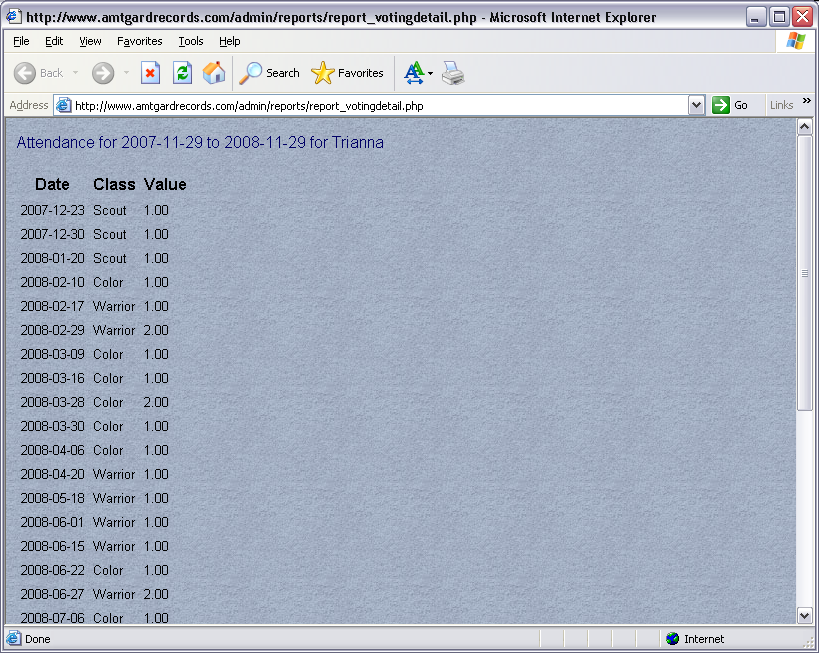 http://www.amtgardrecords.com/admin/reports/report_votingdetail.php - Microsoft Internet Explorer
File Edit View Favorites Tools Help
Back Search Favorites
Address http://www.amtgardrecords.com/admin/reports/report_votingdetail.php Go Links »
Attendance for 2007-11-29 to 2008-11-29 for Trianna
Date Class Value
2007-12-23 Scout 1.00
2007-12-30 Scout 1.00
2008-01-20 Scout 1.00
2008-02-10 Color 1.00
2008-02-17 Warrior 1.00
2008-02-29 Warrior 2.00
2008-03-09 Color 1.00
2008-03-16 Color 1.00
2008-03-28 Color 2.00
2008-03-30 Color 1.00
2008-04-06 Color 1.00
2008-04-20 Warrior 1.00
2008-05-18 Warrior 1.00
2008-06-01 Warrior 1.00
2008-06-15 Warrior 1.00
2008-06-22 Color 1.00
2008-06-27 Warrior 2.00
2008-07-06 Color 1.00
Done Internet